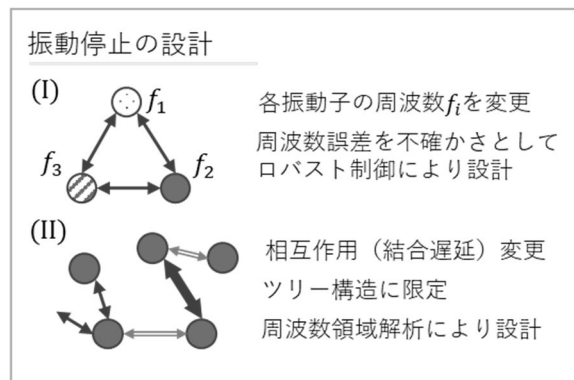 振動停止の設計
(I)
f₁
f₃
f₂
各振動子の周波数fᵢを変更
周波数誤差を不確かさとして
ロバスト制御により設計
(II)
相互作用（結合遅延）変更
ツリー構造に限定
周波数領域解析により設計